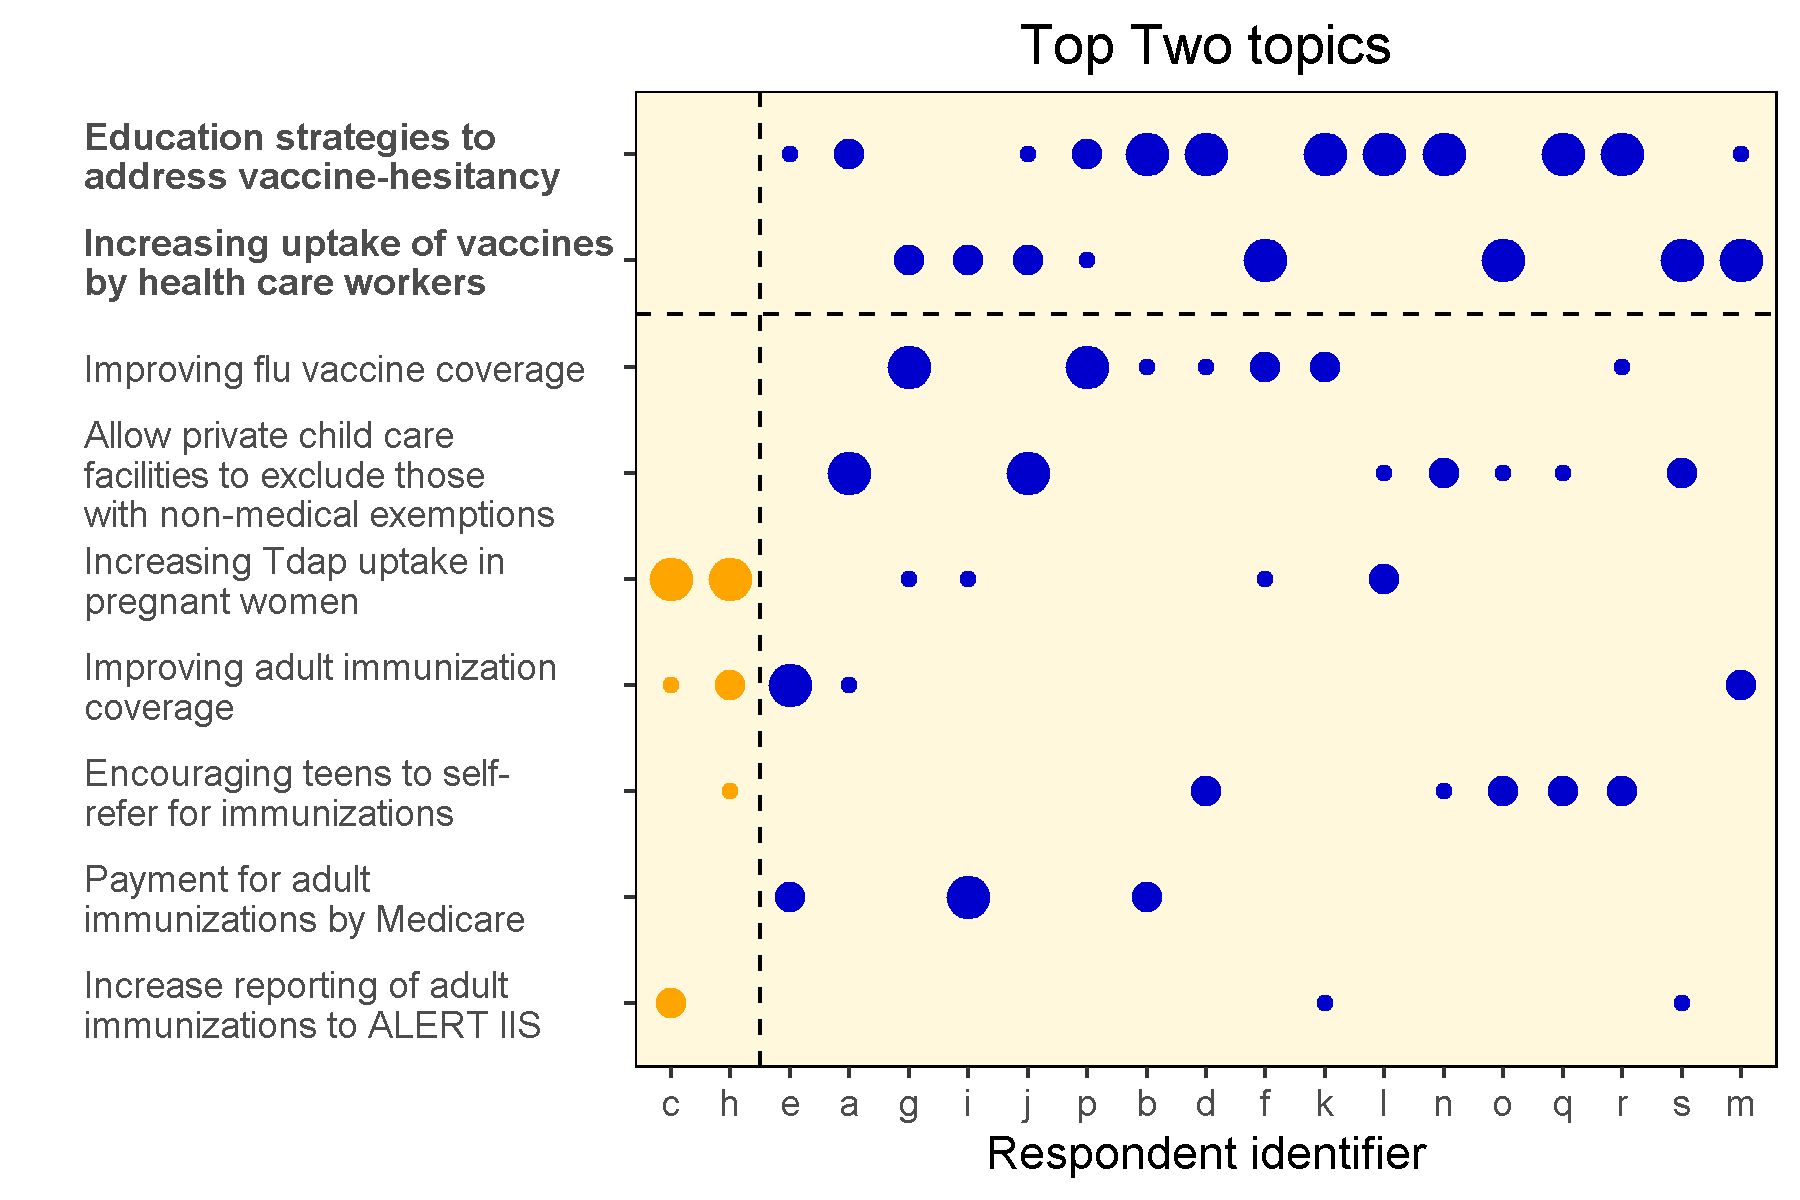 Top Two topics
Education strategies to
address vaccine-hesitancy
Increasing uptake of vaccines
by health care workers
Improving flu vaccine coverage
Allow private child care
facilities to exclude those
with non-medical exemptions
Increasing Tdap uptake in
pregnant women
Improving adult immunization
coverage
Encouraging teens to self-
refer for immunizations
Payment for adult
immunizations by Medicare
Increase reporting of adult
immunizations to ALERT IIS
c h e a g i j p b d f k l n o q r s m
Respondent identifier